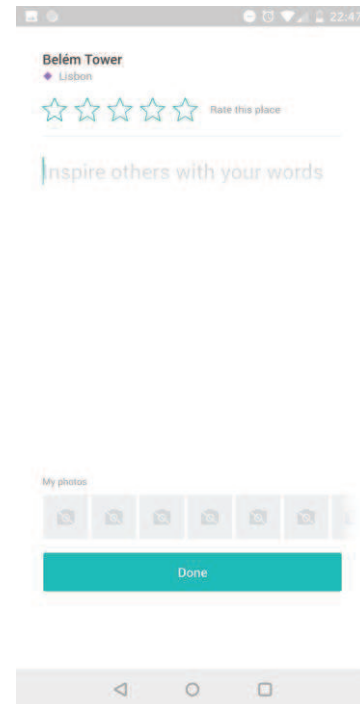 22:47
Belém Tower
Lisbon
Rate this place
Inspire others with your words
My photos
Done